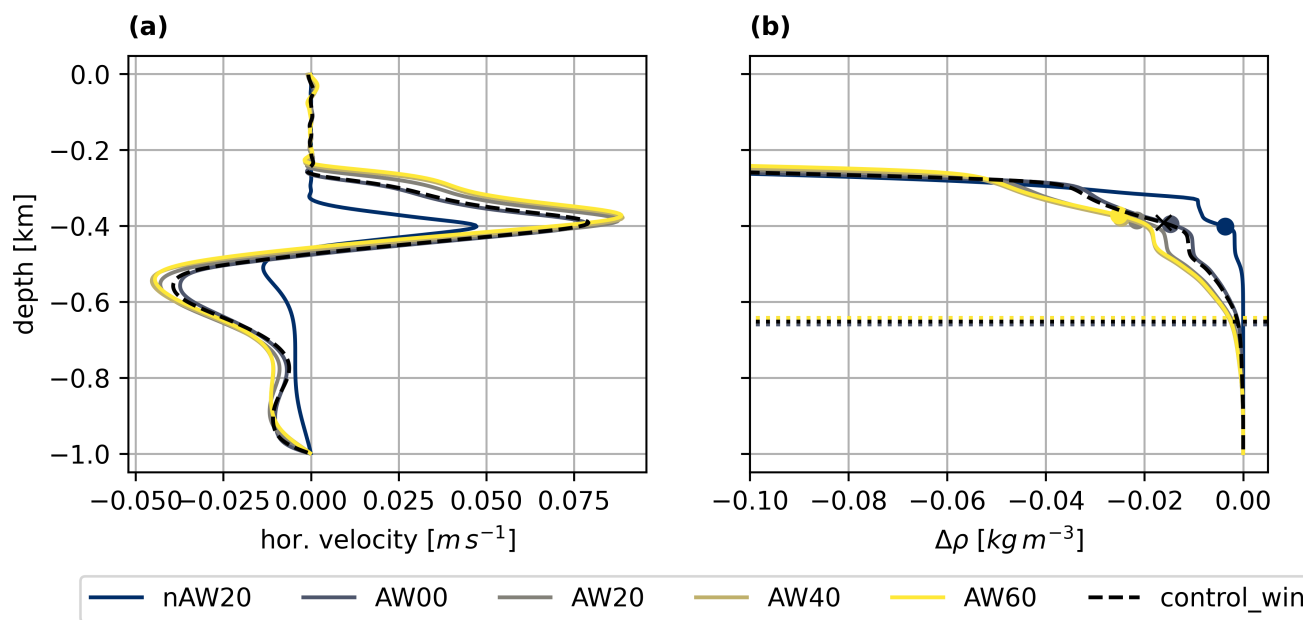 (a) (b)
0.0
−0.2
−0.4
−0.6
−0.8
−1.0
depth [km]
−0.050 −0.025 0.000 0.025 0.050 0.075
−0.10 −0.08 −0.06 −0.04 −0.02 0.00
hor. velocity [m s⁻¹]
Δρ [kg m⁻³]
nAW20 AW00 AW20 AW40 AW60 control_win